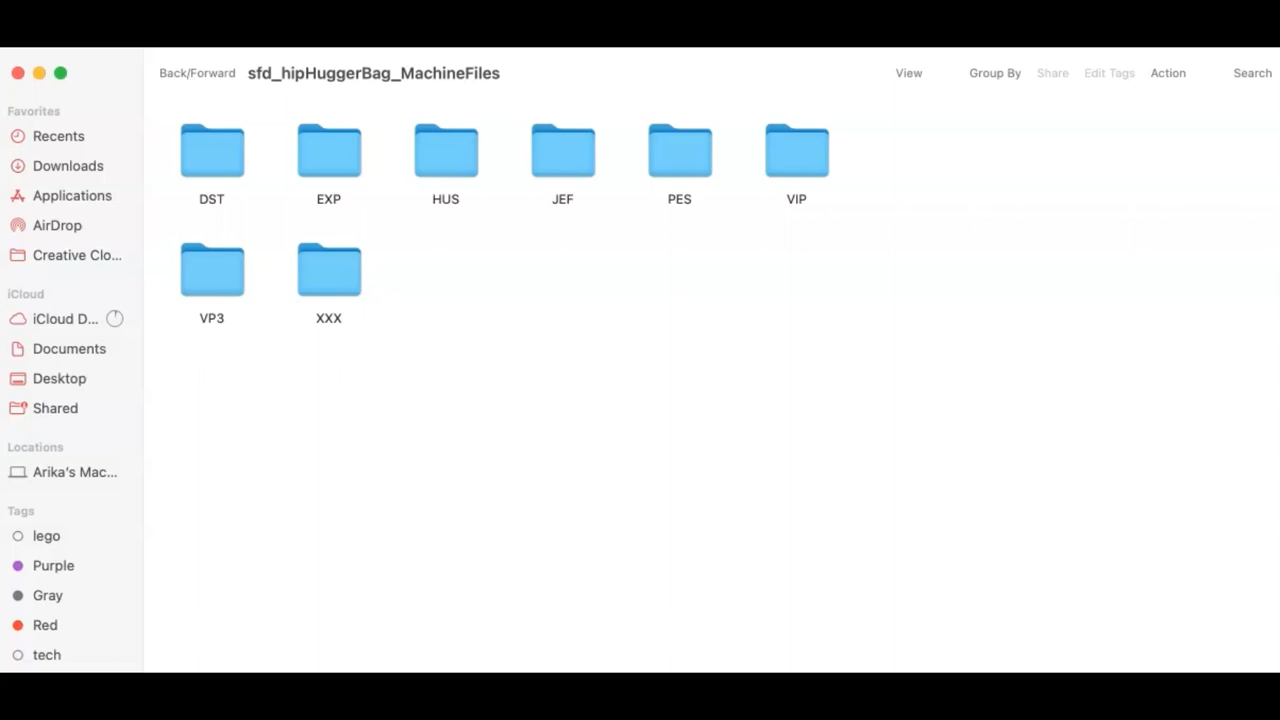 Back/Forward sfd_hipHuggerBag_MachineFiles View Group By Share Edit Tags Action Search
Favorites
Recents
Downloads
Applications
AirDrop
Creative Clo...
iCloud
iCloud D...
Documents
Desktop
Shared
Locations
Arika's Mac...
Tags
lego
Purple
Gray
Red
tech
DST EXP HUS JEF PES VIP
VP3 XXX